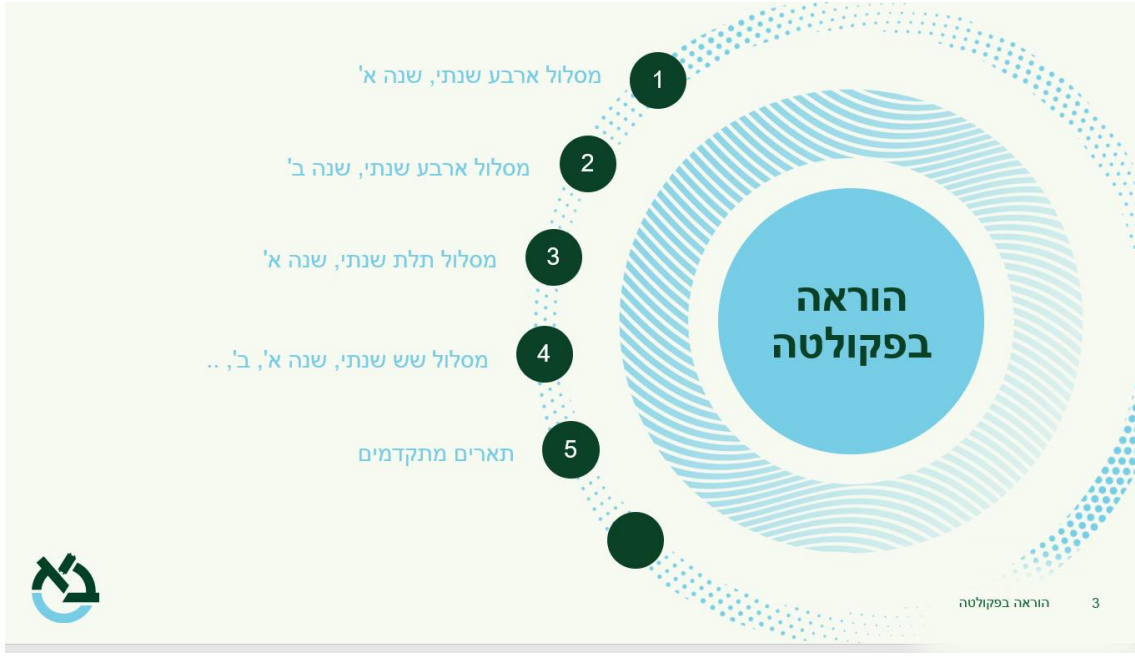 הוראה
בפקולטה
1 מסלול ארבע שנתי, שנה א'
2 מסלול ארבע שנתי, שנה ב'
3 מסלול תלת שנתי, שנה א'
4 מסלול שש שנתי, שנה א', ב', ..
5 תארים מתקדמים
בא
3 הוראה בפקולטה